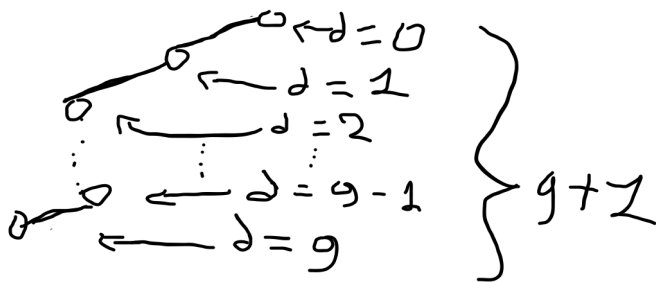 d = 0
d = 1
d = 2
d = g - 1
d = g
g + 1